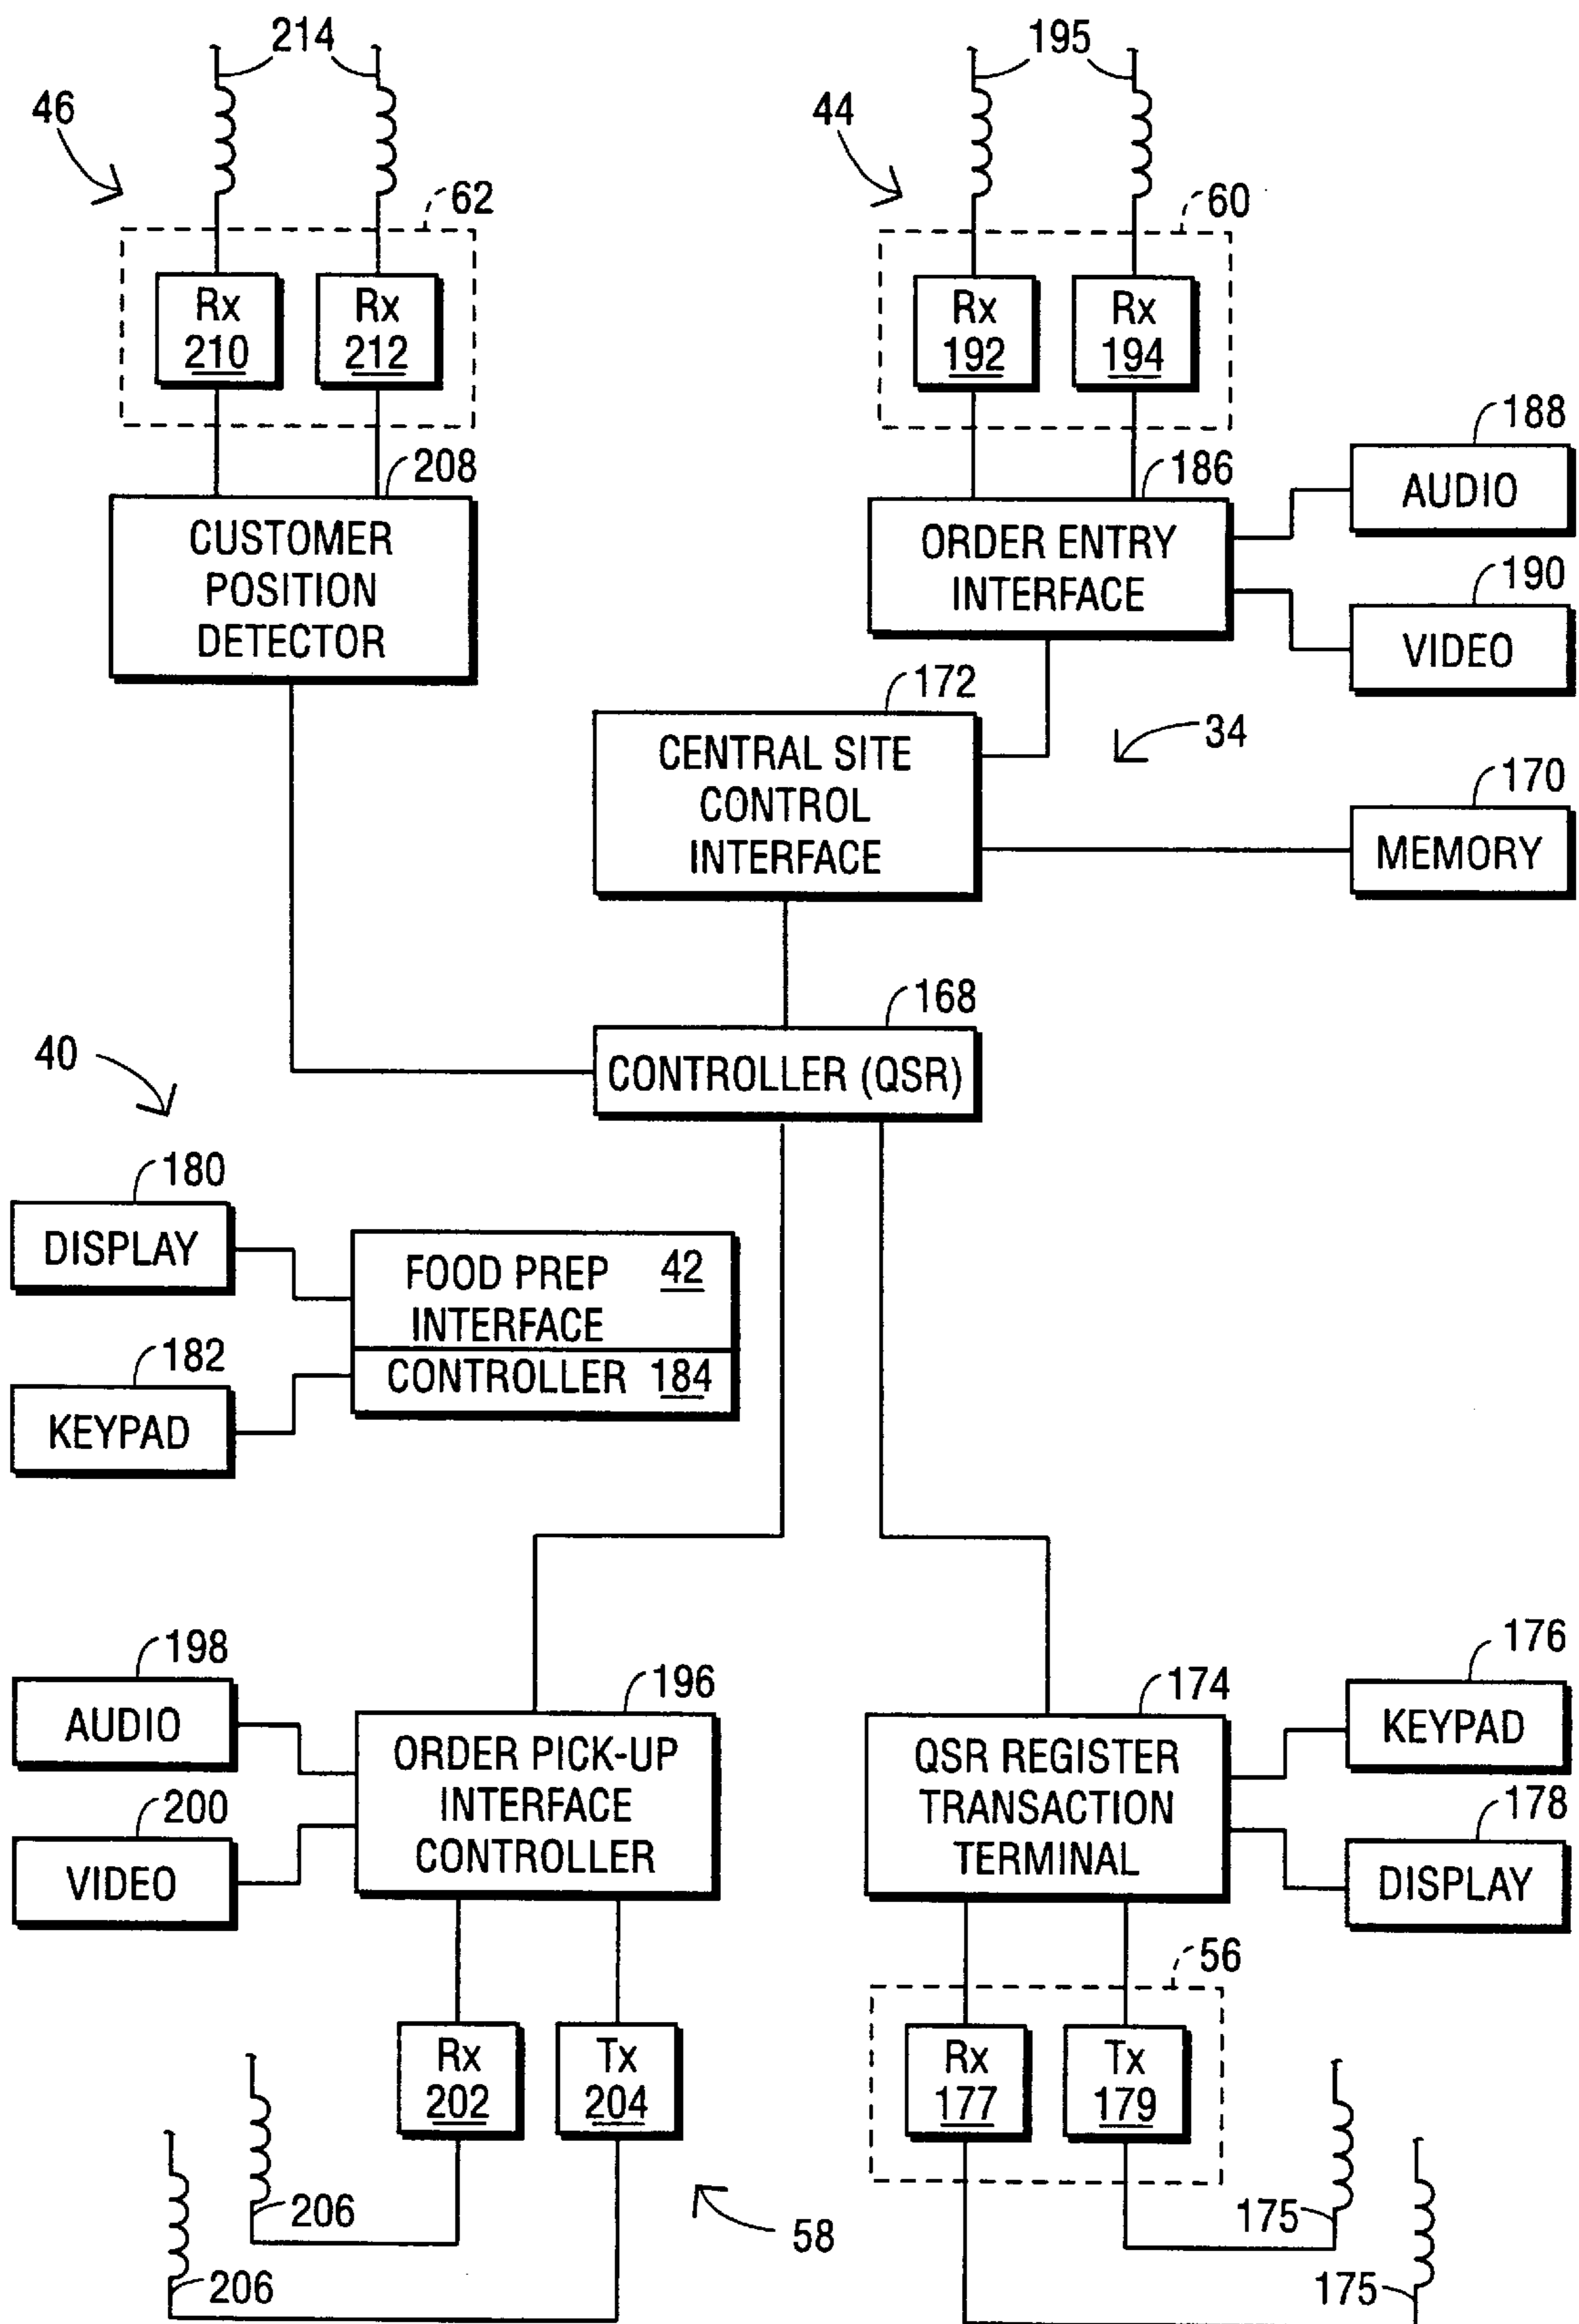 214
195
46
44
62
60
Rx
210
Rx
212
Rx
192
Rx
194
188
AUDIO
208
186
CUSTOMER
POSITION
DETECTOR
ORDER ENTRY
INTERFACE
190
VIDEO
172
34
CENTRAL SITE
CONTROL
INTERFACE
170
MEMORY
168
CONTROLLER (QSR)
40
180
DISPLAY
FOOD PREP 42
INTERFACE
182
CONTROLLER 184
KEYPAD
198
AUDIO
196
174
176
KEYPAD
ORDER PICK-UP
INTERFACE
CONTROLLER
QSR REGISTER
TRANSACTION
TERMINAL
200
VIDEO
178
DISPLAY
56
Rx
202
Tx
204
Rx
177
Tx
179
206
58
175
206
175